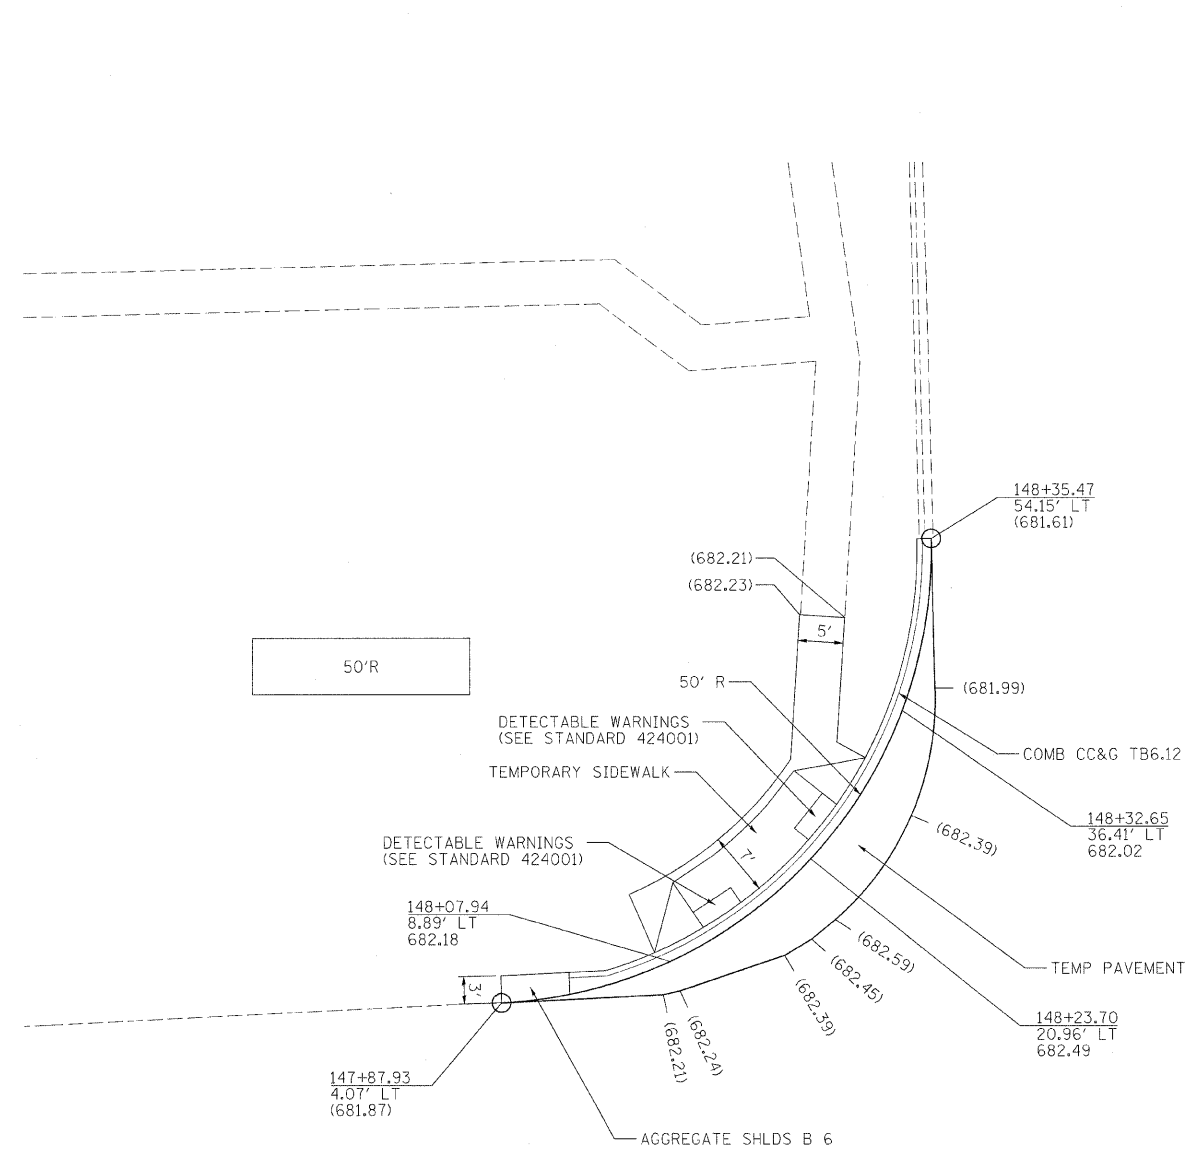 148+35.47
54.15' LT
(681.61)
(682.21)
(682.23)
5'
50'R
50' R
(681.99)
DETECTABLE WARNINGS
(SEE STANDARD 424001)
COMB CC&G TB6.12
TEMPORARY SIDEWALK
148+32.65
36.41' LT
682.02
(682.39)
DETECTABLE WARNINGS
(SEE STANDARD 424001)
7'
148+07.94
8.89' LT
682.18
(682.59)
(682.45)
TEMP PAVEMENT
3'
(682.39)
148+23.70
20.96' LT
682.49
(682.24)
(682.21)
147+87.93
4.07' LT
(681.87)
AGGREGATE SHLDS B 6